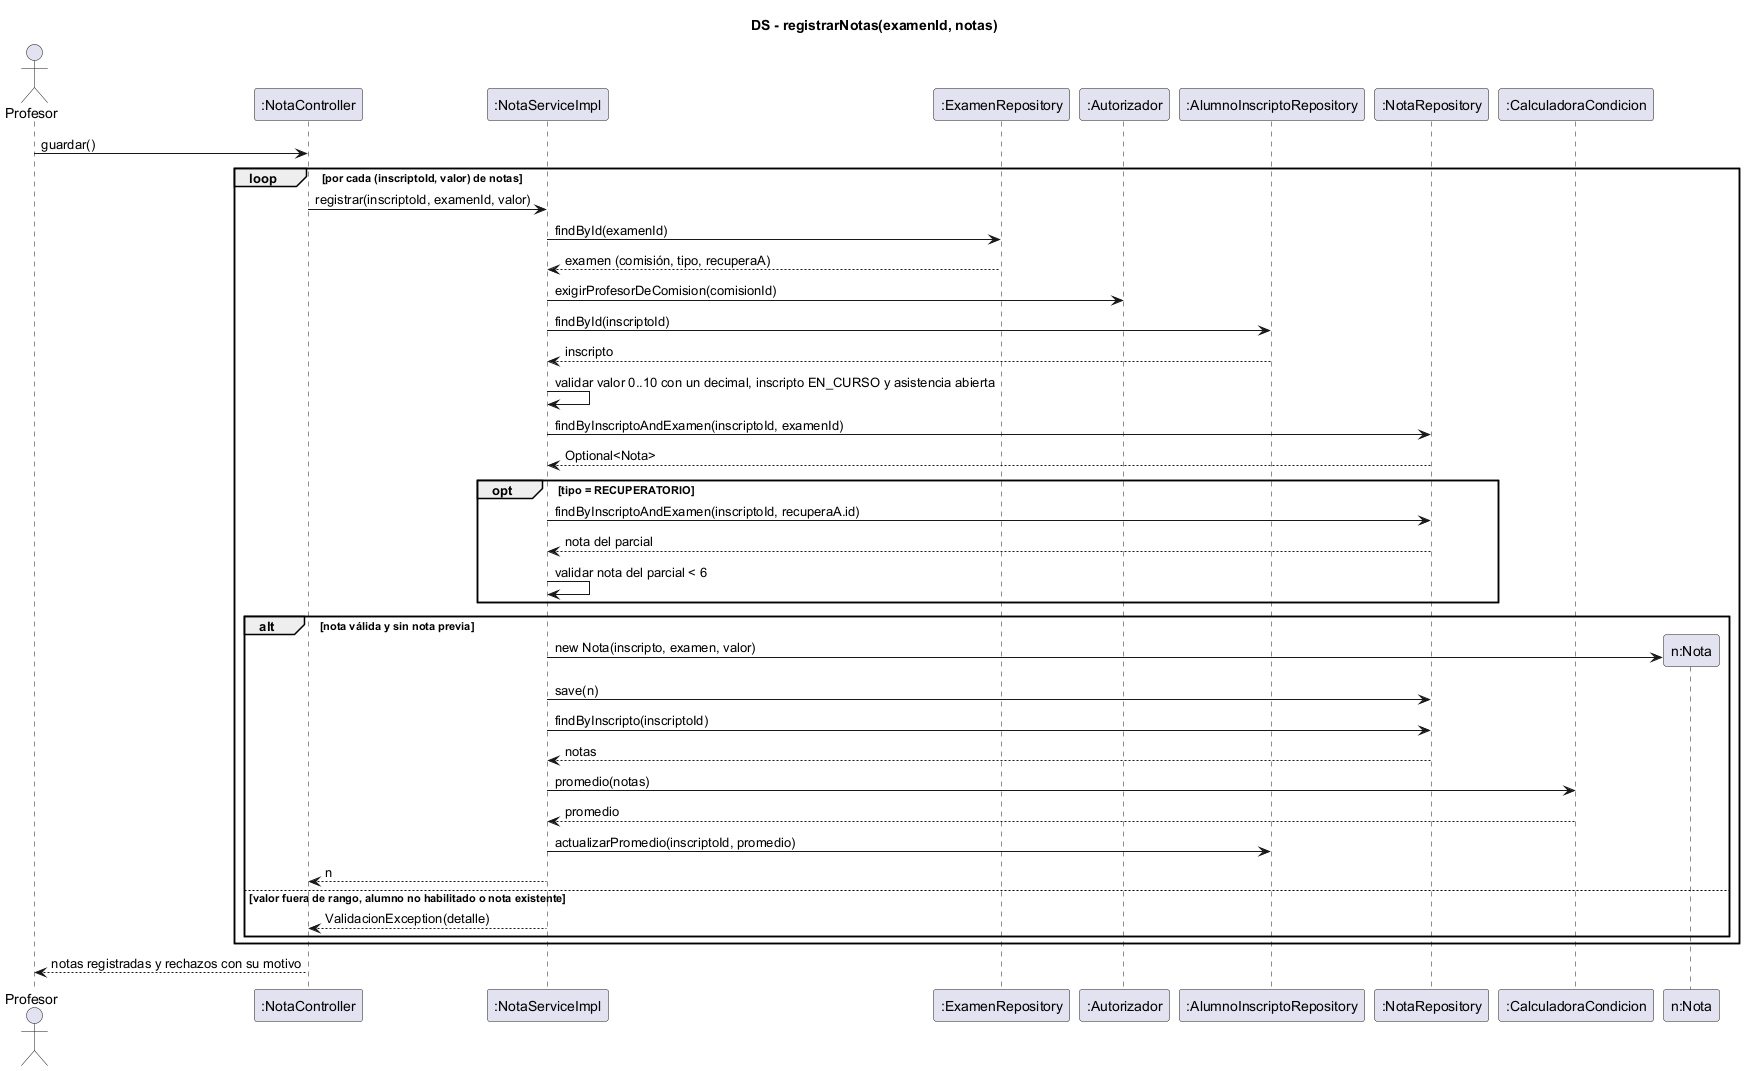 DS - registrarNotas(examenId, notas)
Profesor
:NotaController
:NotaServiceImpl
:ExamenRepository
:Autorizador
:AlumnoInscriptoRepository
:NotaRepository
:CalculadoraCondicion
guardar()
loop
[por cada (inscriptoId, valor) de notas]
registrar(inscriptoId, examenId, valor)
findById(examenId)
examen (comisión, tipo, recuperaA)
exigirProfesorDeComision(comisionId)
findById(inscriptoId)
inscripto
validar valor 0..10 con un decimal, inscripto EN_CURSO y asistencia abierta
findByInscriptoAndExamen(inscriptoId, examenId)
Optional<Nota>
opt
[tipo = RECUPERATORIO]
findByInscriptoAndExamen(inscriptoId, recuperaA.id)
nota del parcial
validar nota del parcial < 6
alt
[nota válida y sin nota previa]
new Nota(inscripto, examen, valor)
n:Nota
save(n)
findByInscripto(inscriptoId)
notas
promedio(notas)
promedio
actualizarPromedio(inscriptoId, promedio)
n
[valor fuera de rango, alumno no habilitado o nota existente]
ValidacionException(detalle)
notas registradas y rechazos con su motivo
Profesor
:NotaController
:NotaServiceImpl
:ExamenRepository
:Autorizador
:AlumnoInscriptoRepository
:NotaRepository
:CalculadoraCondicion
n:Nota